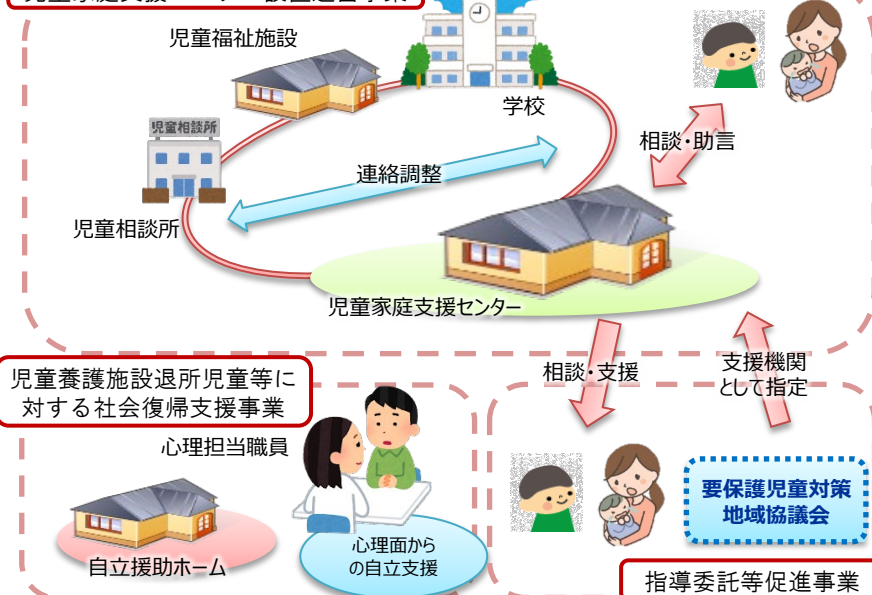 児童福祉施設
学校
児童相談所
相談・助言
連絡調整
児童相談所
児童家庭支援センター
児童養護施設退所児童等に
対する社会復帰支援事業
相談・支援
支援機関
として指定
心理担当職員
要保護児童対策
地域協議会
心理面から
の自立支援
自立援助ホーム
指導委託等促進事業